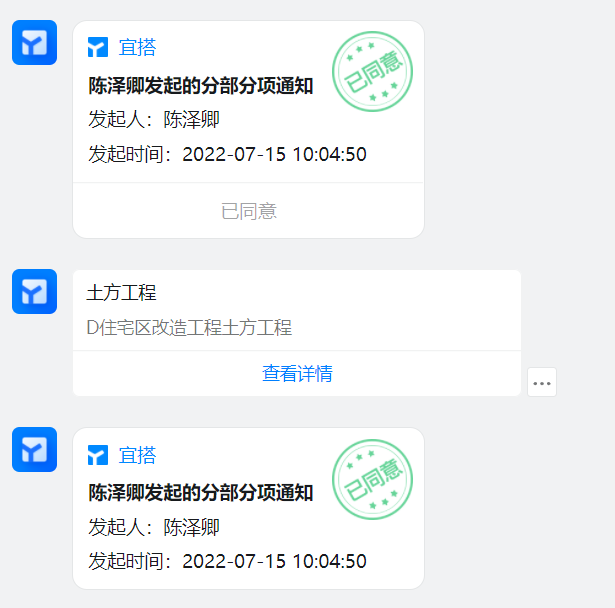 宜搭
已同意
陈泽卿发起的分部分项通知
发起人：陈泽卿
发起时间：2022-07-15 10:04:50
已同意
土方工程
D住宅区改造工程土方工程
查看详情
宜搭
已同意
陈泽卿发起的分部分项通知
发起人：陈泽卿
发起时间：2022-07-15 10:04:50